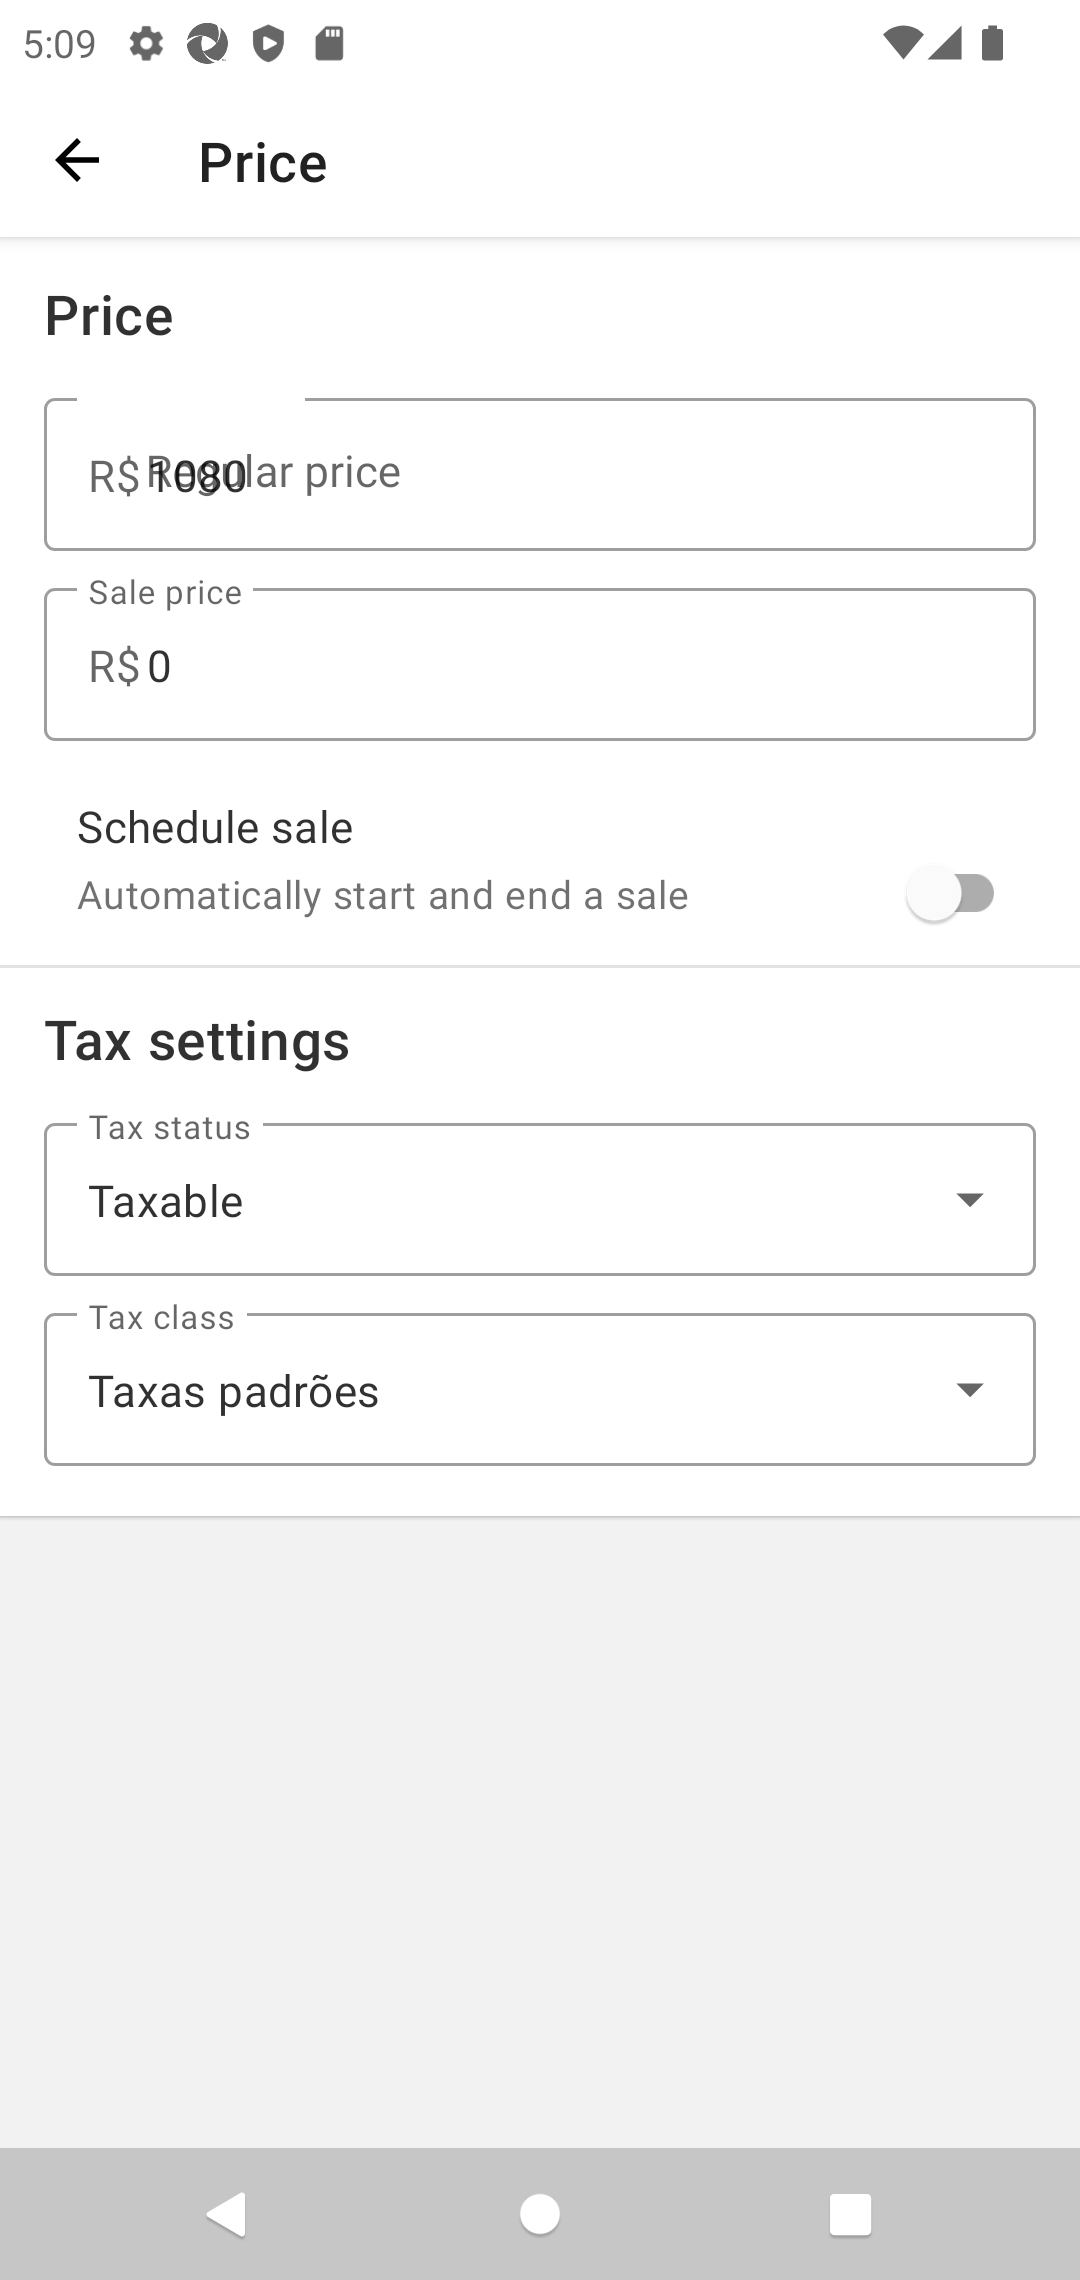 5:09
Price
Price
R$ 1080
Regular price
Sale price
R$ 0
Schedule sale
Automatically start and end a sale
Tax settings
Tax status
Taxable
Tax class
Taxas padrões